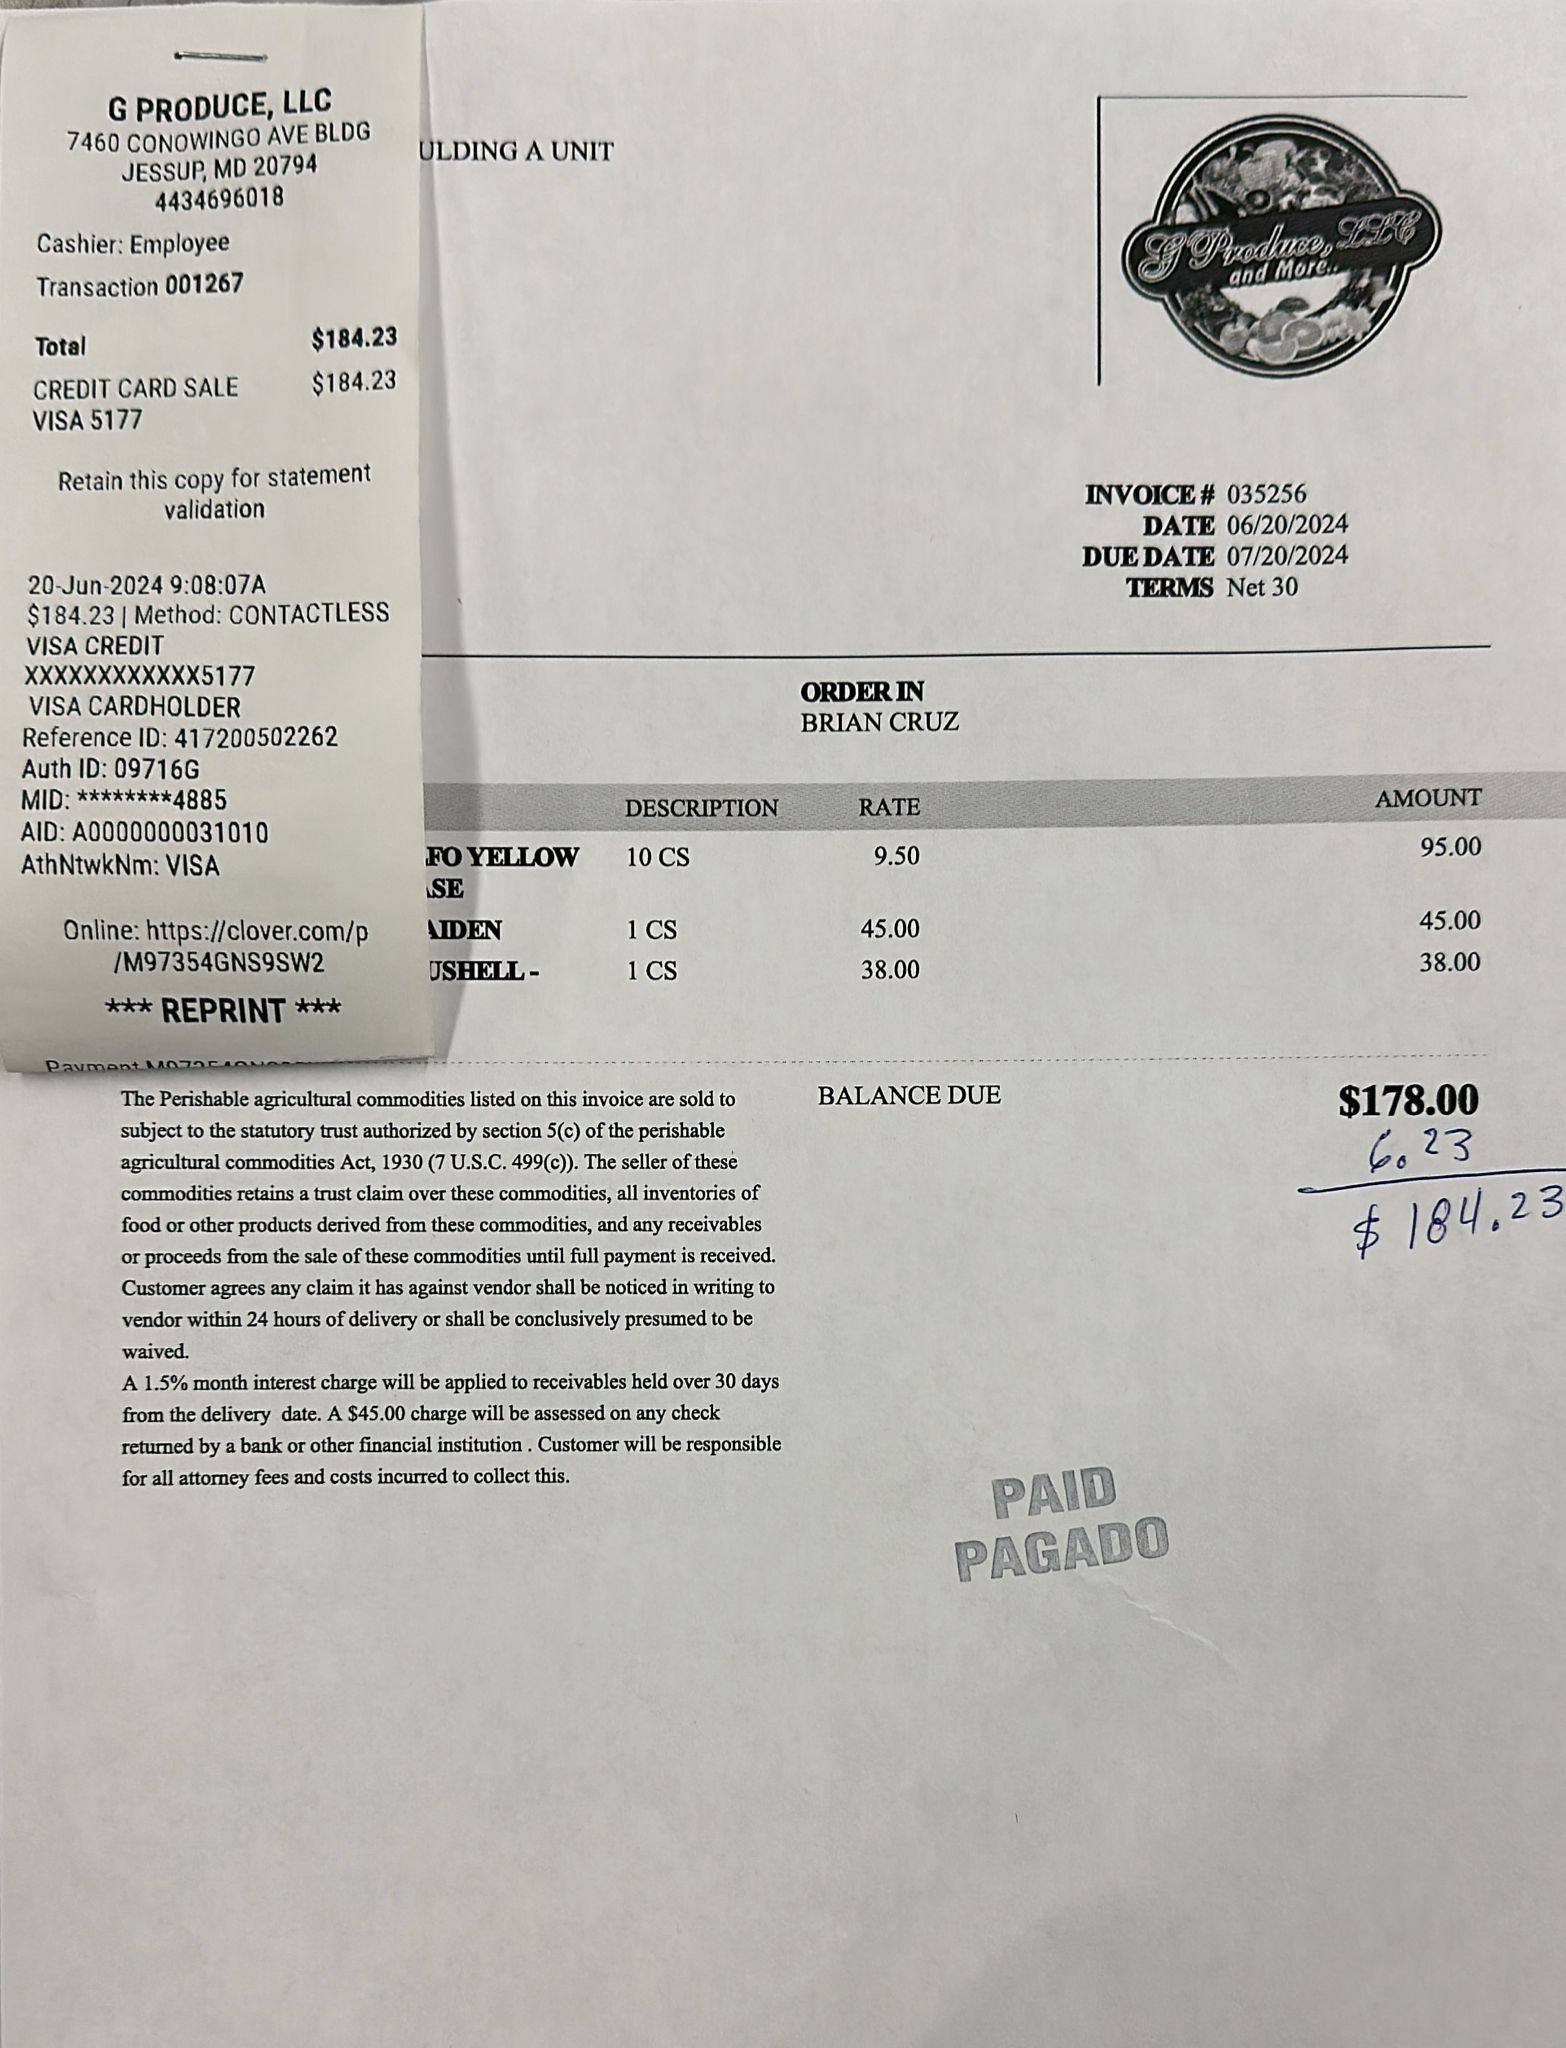 G PRODUCE, LLC
7460 CONOWINGO AVE BLDG
JESSUP, MD 20794
4434696018
Cashier: Employee
Transaction 001267
Total $184.23
CREDIT CARD SALE $184.23
VISA 5177
Retain this copy for statement
validation
20-Jun-2024 9:08:07A
$184.23 | Method: CONTACTLESS
VISA CREDIT
XXXXXXXXXXXX5177
VISA CARDHOLDER
Reference ID: 417200502262
Auth ID: 09716G
MID: ********4885
AID: A0000000031010
AthNtwkNm: VISA
Online: https://clover.com/p
/M97354GNS9SW2
*** REPRINT ***
Payment
ULDING A UNIT
G Produce, LLC
and More..
INVOICE # 035256
DATE 06/20/2024
DUE DATE 07/20/2024
TERMS Net 30
ORDER IN
BRIAN CRUZ
DESCRIPTION RATE AMOUNT
FO YELLOW 10 CS 9.50 95.00
ASE
AIDEN 1 CS 45.00 45.00
USHELL - 1 CS 38.00 38.00
The Perishable agricultural commodities listed on this invoice are sold to
subject to the statutory trust authorized by section 5(c) of the perishable
agricultural commodities Act, 1930 (7 U.S.C. 499(c)). The seller of these
commodities retains a trust claim over these commodities, all inventories of
food or other products derived from these commodities, and any receivables
or proceeds from the sale of these commodities until full payment is received.
Customer agrees any claim it has against vendor shall be noticed in writing to
vendor within 24 hours of delivery or shall be conclusively presumed to be
waived.
A 1.5% month interest charge will be applied to receivables held over 30 days
from the delivery date. A $45.00 charge will be assessed on any check
returned by a bank or other financial institution . Customer will be responsible
for all attorney fees and costs incurred to collect this.
BALANCE DUE $178.00
6.23
$ 184.23
PAID
PAGADO